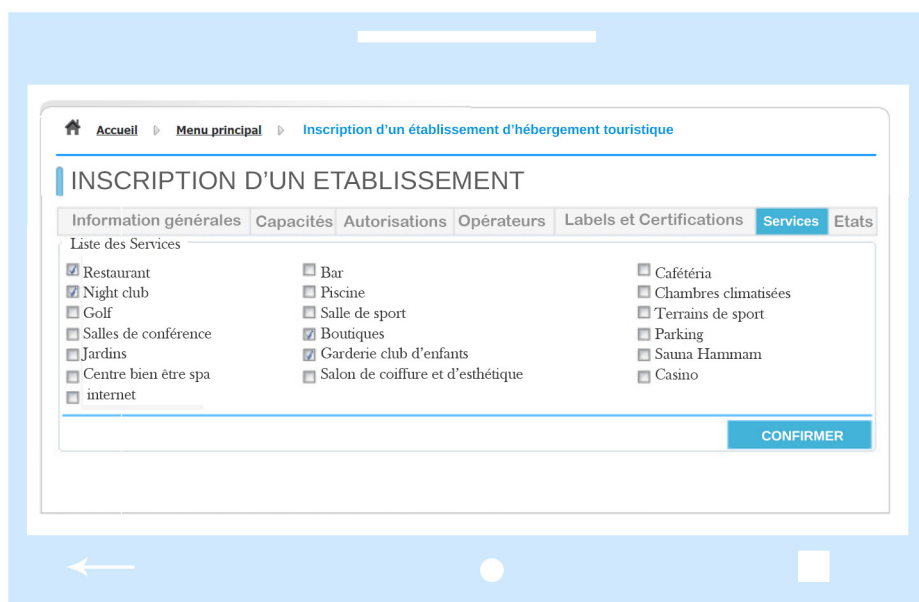 Accueil Menu principal Inscription d'un établissement d'hébergement touristique
INSCRIPTION D'UN ETABLISSEMENT
Information générales Capacités Autorisations Opérateurs Labels et Certifications Services Etats
Liste des Services
Restaurant Bar Cafétéria
Night club Piscine Chambres climatisées
Golf Salle de sport Terrains de sport
Salles de conférence Boutiques Parking
Jardins Garderie club d'enfants Sauna Hammam
Centre bien être spa Salon de coiffure et d'esthétique Casino
internet
CONFIRMER